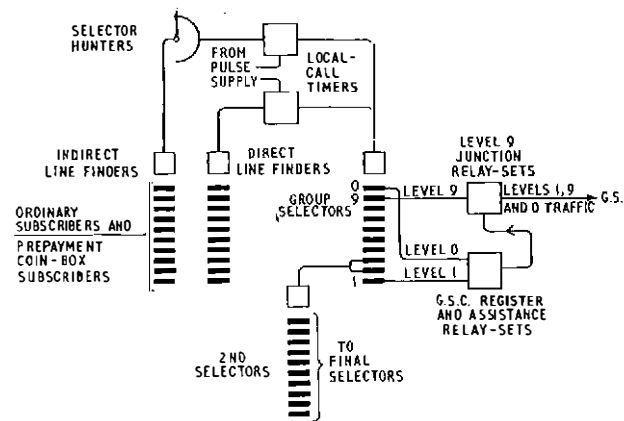 SELECTOR
HUNTERS
FROM
PULSE
SUPPLY
LOCAL-
CALL
TIMERS
INDIRECT
LINE FINDERS
DIRECT
LINE FINDERS
LEVEL 9
JUNCTION
RELAY-SETS
ORDINARY
SUBSCRIBERS AND
PREPAYMENT
COIN-BOX
SUBSCRIBERS
GROUP
SELECTORS
0
9
1
LEVEL 9
LEVELS 1,9
AND 0 TRAFFIC
G.S.C.
LEVEL 0
LEVEL 1
G.S.C. REGISTER
AND ASSISTANCE
RELAY-SETS
2ND
SELECTORS
TO
FINAL
SELECTORS